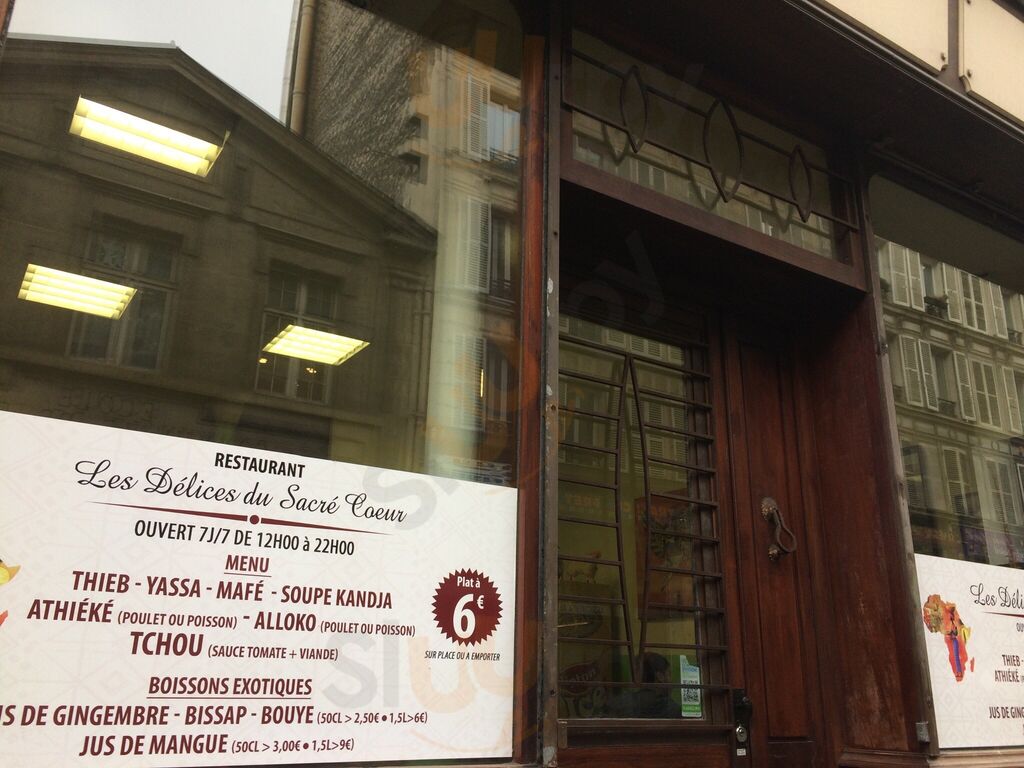 RESTAURANT
Les Délices du Sacré Coeur
OUVERT 7J/7 DE 12H00 à 22H00
MENU
THIEB - YASSA - MAFÉ - SOUPE KANDJA
ATHIÉKÉ (POULET OU POISSON) - ALLOKO (POULET OU POISSON)
TCHOU (SAUCE TOMATE + VIANDE)
Plat à
6€
SUR PLACE OU A EMPORTER
BOISSONS EXOTIQUES
US DE GINGEMBRE - BISSAP - BOUYE (50CL > 2,50€ • 1,5L>6€)
JUS DE MANGUE (50CL > 3,00€ • 1,5L>9€)
Les Déli
OU
THIEB
ATHIÉKÉ
JUS DE GING